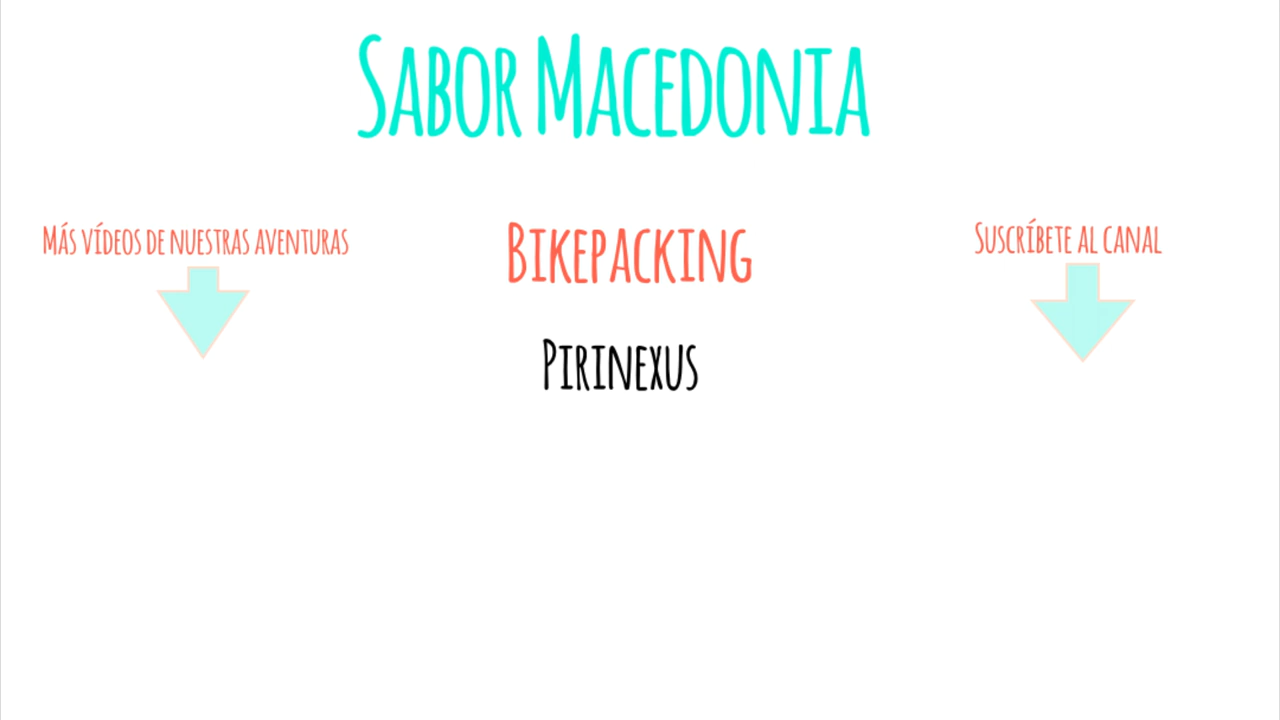 Sabor Macedonia
Más vídeos de nuestras aventuras
Bikepacking
Suscríbete al canal
Pirinexus